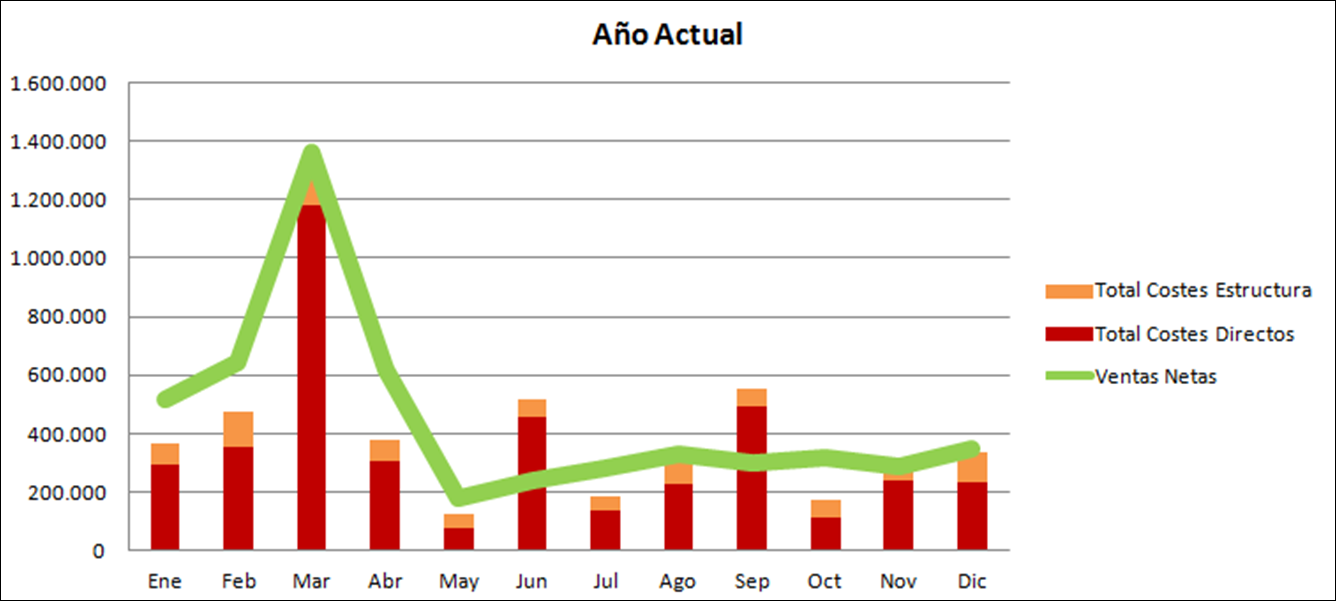 Año Actual
1.600.000
1.400.000
1.200.000
1.000.000
800.000
600.000
400.000
200.000
0
Ene Feb Mar Abr May Jun Jul Ago Sep Oct Nov Dic
Total Costes Estructura
Total Costes Directos
Ventas Netas